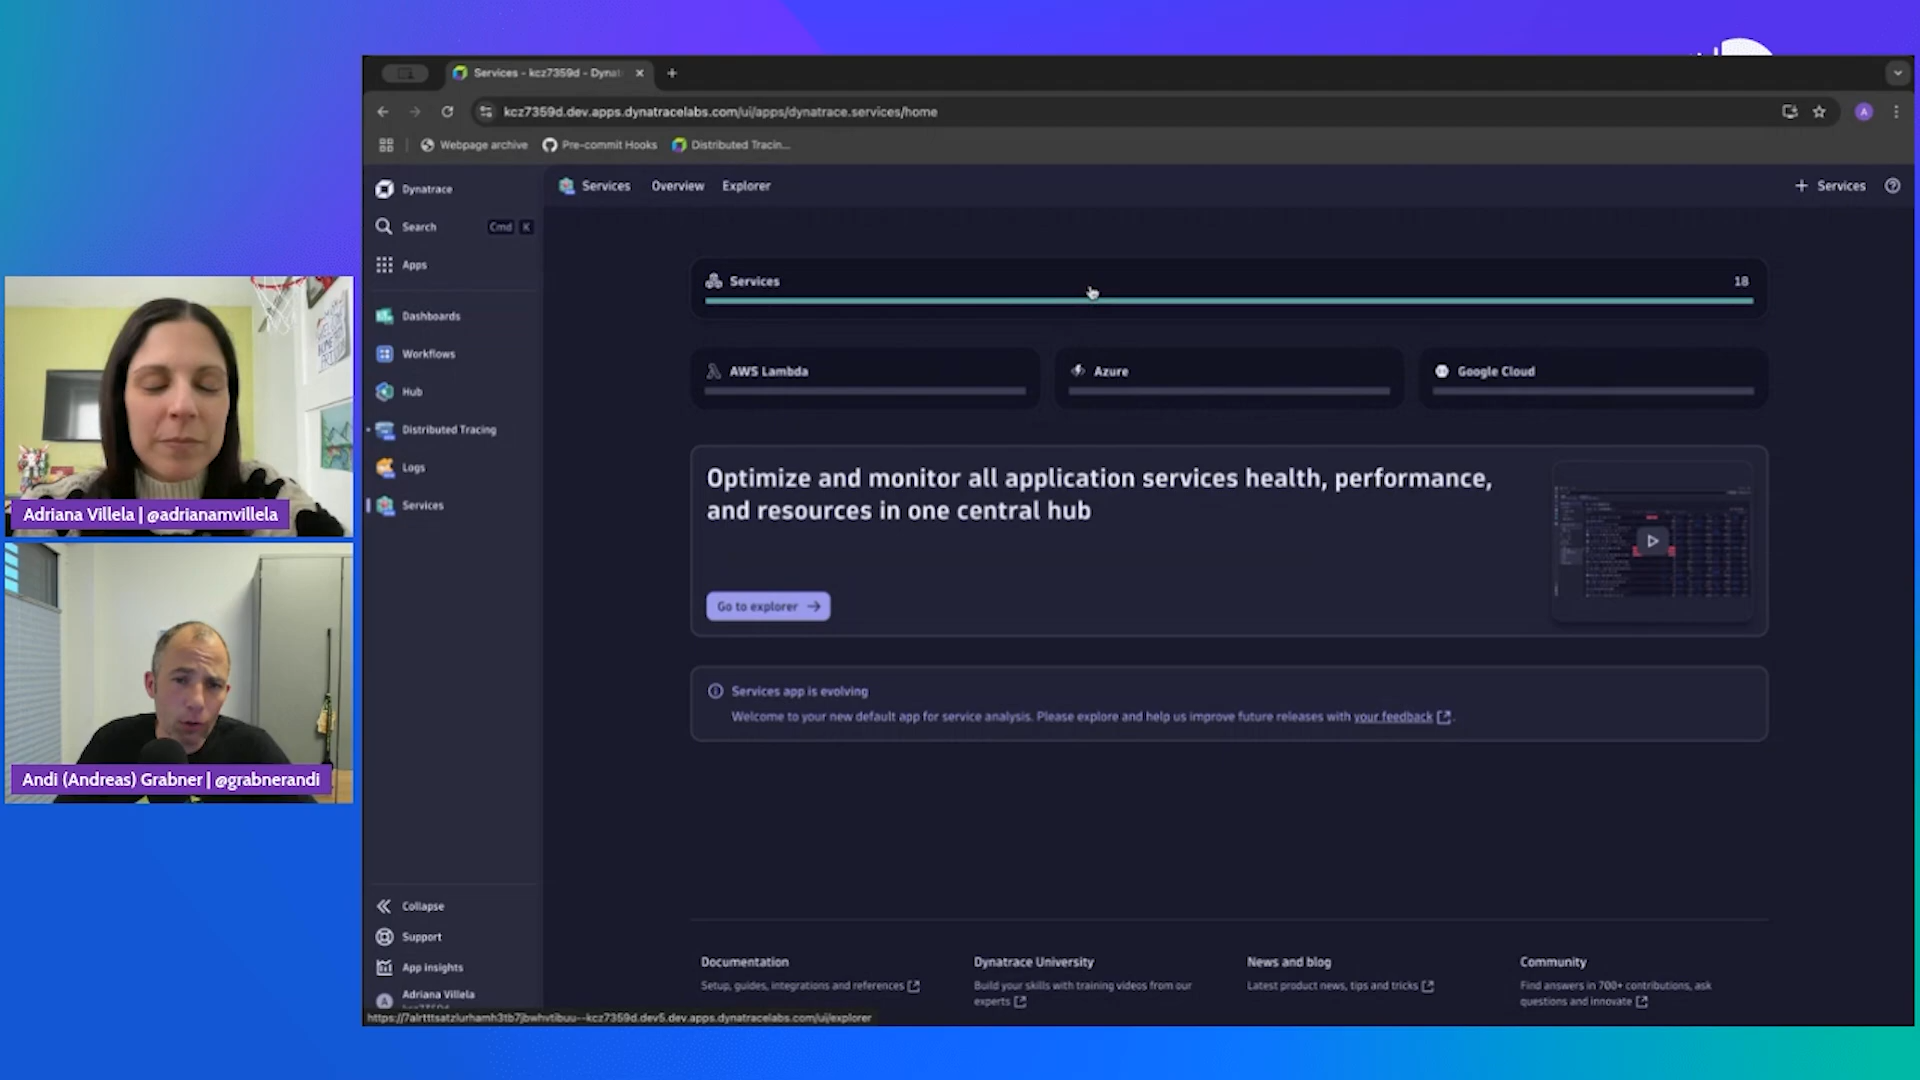 Services - kcz7359d - Dynat
kcz7359d.dev.apps.dynatracelabs.com/ui/apps/dynatrace.services/home
Webpage archive
Pre-commit Hooks
Distributed Tracin...
Dynatrace
Search
Cmd K
Apps
Dashboards
Workflows
Hub
Distributed Tracing
Logs
Services
Collapse
Support
App insights
Adriana Villela
Services Overview Explorer
+ Services
Services 18
AWS Lambda
Azure
Google Cloud
Optimize and monitor all application services health, performance,
and resources in one central hub
Go to explorer
Services app is evolving
Welcome to your new default app for service analysis. Please explore and help us improve future releases with your feedback.
Documentation
Setup, guides, integrations and references
Dynatrace University
Build your skills with training videos from our
experts
News and blog
Latest product news, tips and tricks
Community
Find answers in 700+ contributions, ask
questions and innovate
Adriana Villela | @adrianamvillela
Andi (Andreas) Grabner | @grabnerandi